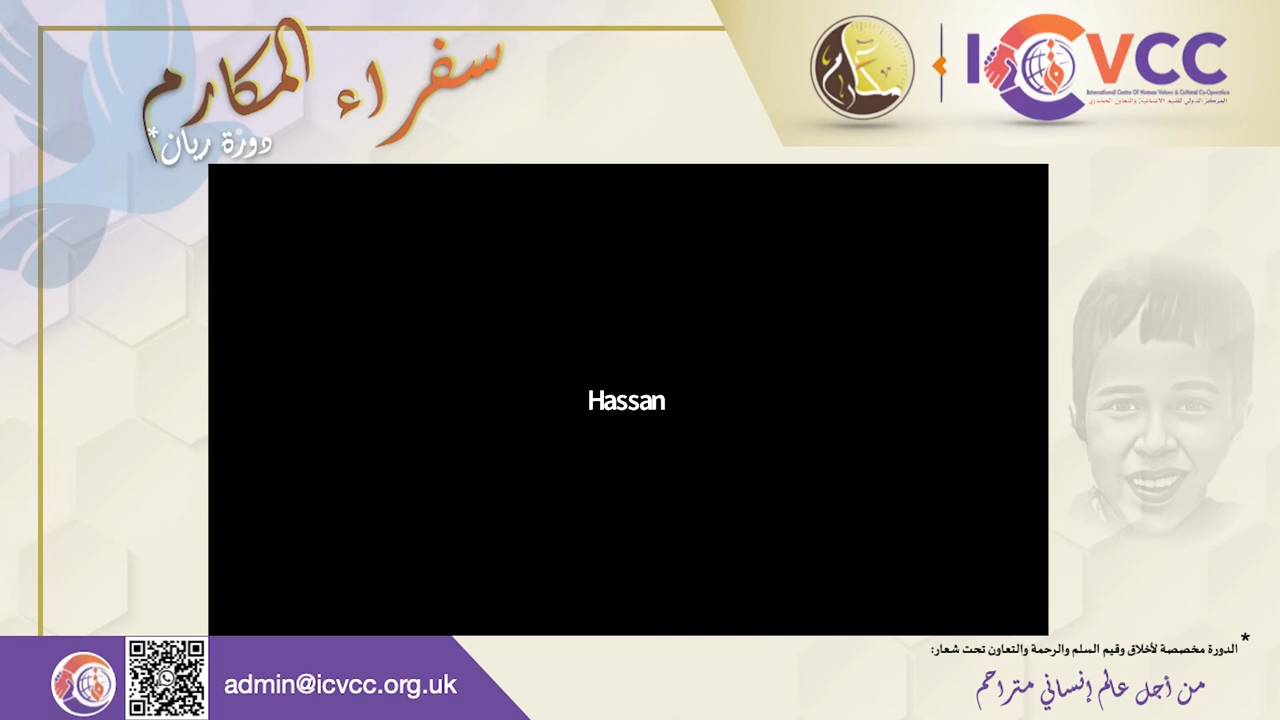 سفراء المكارم
دورة ريان*
مكارم
ICVCC
International Centre Of Human Values & Cultural Co-Operation
المركز الدولي للقيم الإنسانية والتعاون الحضاري
Hassan
admin@icvcc.org.uk
* الدورة مخصصة لأخلاق وقيم السلم والرحمة والتعاون تحت شعار:
من أجل عالم إنساني متراحم